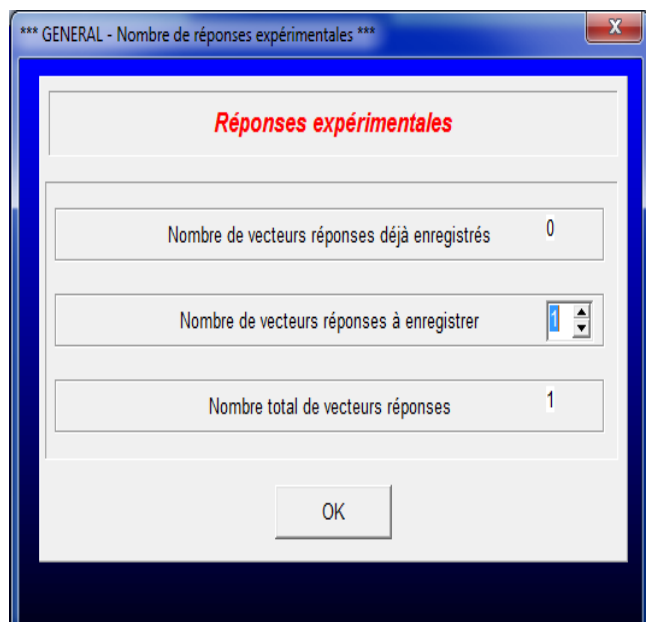 *** GENERAL - Nombre de réponses expérimentales ***
X
Réponses expérimentales
Nombre de vecteurs réponses déjà enregistrés 0
Nombre de vecteurs réponses à enregistrer 1
Nombre total de vecteurs réponses 1
OK